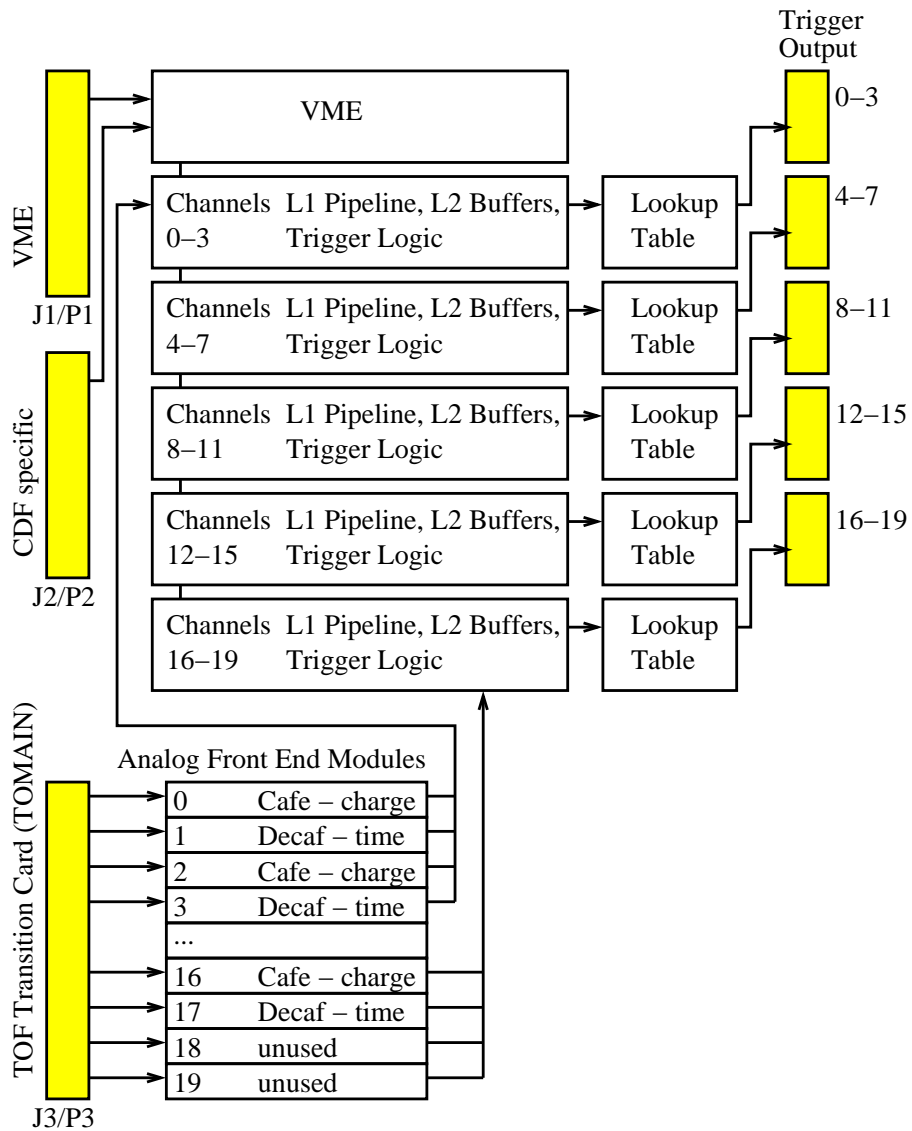 Trigger
Output
VME
0–3
Channels L1 Pipeline, L2 Buffers,
0–3 Trigger Logic
Lookup
Table
4–7
VME
J1/P1
Channels L1 Pipeline, L2 Buffers,
4–7 Trigger Logic
Lookup
Table
8–11
Channels L1 Pipeline, L2 Buffers,
8–11 Trigger Logic
Lookup
Table
12–15
CDF specific
J2/P2
Channels L1 Pipeline, L2 Buffers,
12–15 Trigger Logic
Lookup
Table
16–19
Channels L1 Pipeline, L2 Buffers,
16–19 Trigger Logic
Lookup
Table
Analog Front End Modules
TOF Transition Card (TOMAIN)
0 Cafe – charge
1 Decaf – time
2 Cafe – charge
3 Decaf – time
...
16 Cafe – charge
17 Decaf – time
18 unused
19 unused
J3/P3